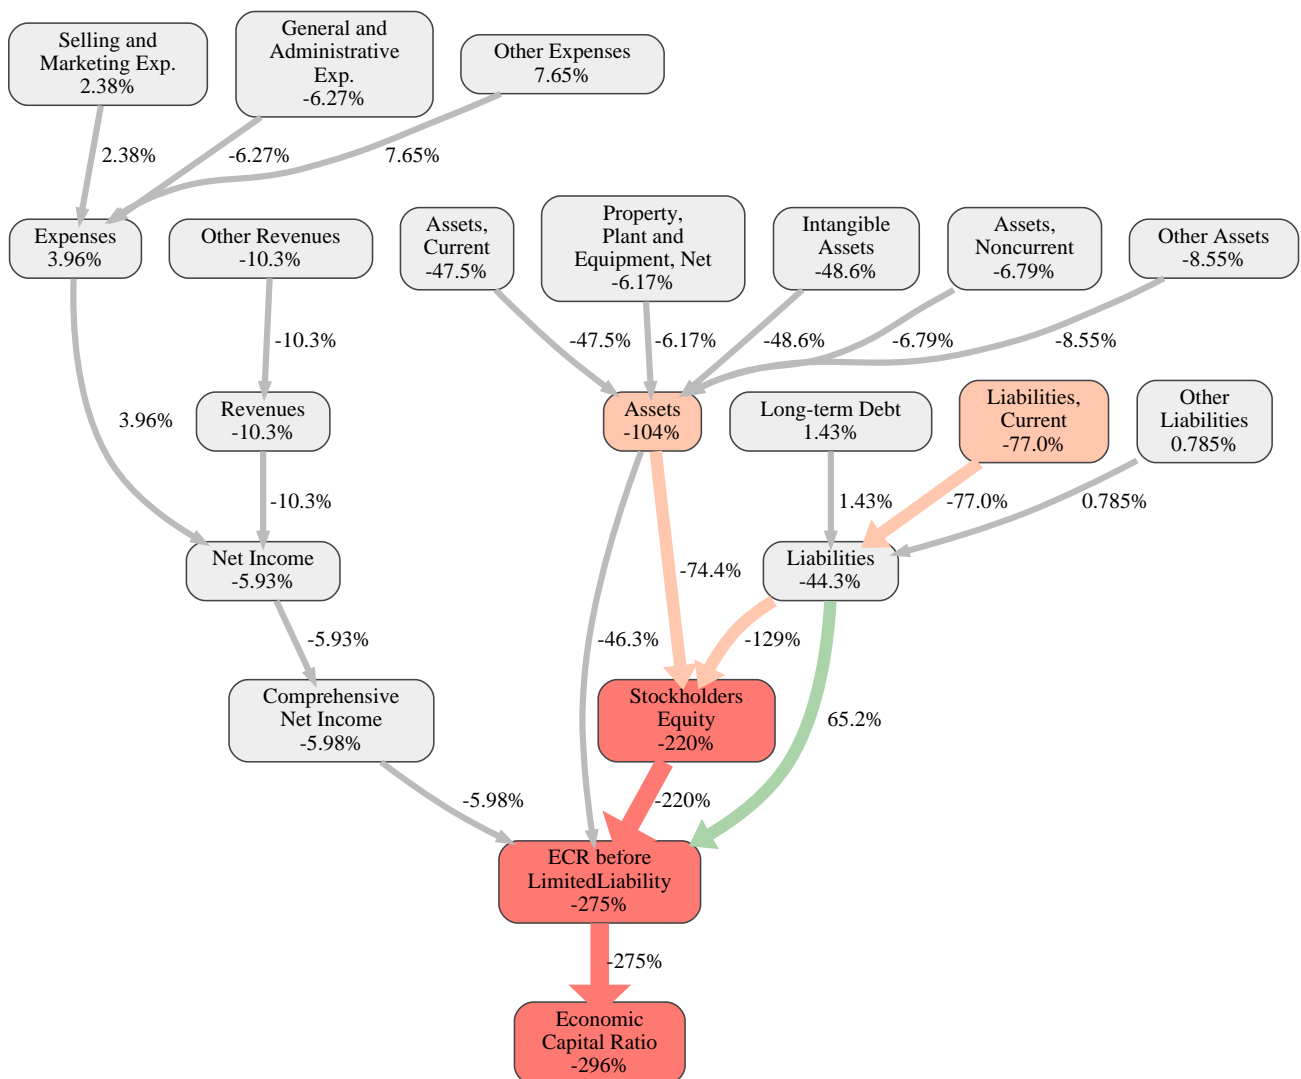 Selling and
Marketing Exp.
2.38%
General and
Administrative
Exp.
-6.27%
Other Expenses
7.65%
2.38%
-6.27%
7.65%
Expenses
3.96%
Other Revenues
-10.3%
Assets,
Current
-47.5%
Property,
Plant and
Equipment, Net
-6.17%
Intangible
Assets
-48.6%
Assets,
Noncurrent
-6.79%
Other Assets
-8.55%
-10.3%
-47.5%
-6.17%
-48.6%
-6.79%
-8.55%
3.96%
Revenues
-10.3%
Assets
-104%
Long-term Debt
1.43%
Liabilities,
Current
-77.0%
Other
Liabilities
0.785%
-10.3%
1.43%
-77.0%
0.785%
Net Income
-5.93%
-74.4%
Liabilities
-44.3%
-5.93%
-46.3%
-129%
Comprehensive
Net Income
-5.98%
Stockholders
Equity
-220%
65.2%
-5.98%
-220%
ECR before
LimitedLiability
-275%
-275%
Economic
Capital Ratio
-296%